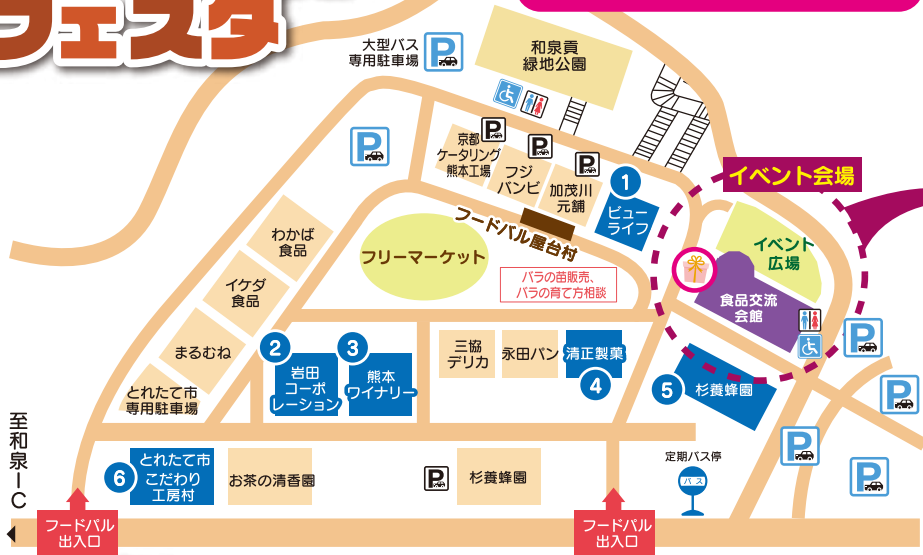 フェスタ
大型バス
専用駐車場
P
和泉貢
緑地公園
P
京都
ケータリング
熊本工場
P
フジ
バンビ
P
加茂川
元舗
P
1
ビュー
ライフ
イベント会場
イベント
広場
食品交流
会館
フードパル屋台村
フリーマーケット
バラの苗販売、
バラの育て方相談
わかば
食品
イケダ
食品
まるむね
とれたて市
専用駐車場
2
岩田
コーポ
レーション
3
熊本
ワイナリー
三協
デリカ
永田パン
清正製菓
4
5
杉養蜂園
P
P
P
P
至和泉IC
6
とれたて市
こだわり
工房村
お茶の清香園
P
杉養蜂園
定期バス停
バス
フードパル
出入口
フードパル
出入口